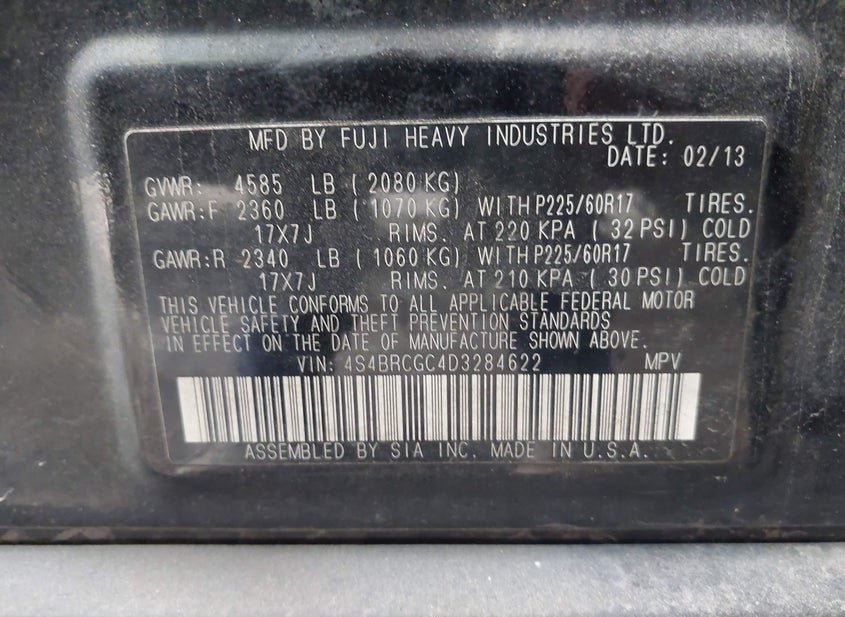 MFD BY FUJI HEAVY INDUSTRIES LTD.
DATE: 02/13
GVWR: 4585 LB ( 2080 KG)
GAWR:F 2360 LB ( 1070 KG) WITH P225/60R17 TIRES.
17X7J RIMS. AT 220 KPA ( 32 PSI) COLD
GAWR:R 2340 LB ( 1060 KG) WITH P225/60R17 TIRES.
17X7J RIMS. AT 210 KPA ( 30 PSI) COLD
THIS VEHICLE CONFORMS TO ALL APPLICABLE FEDERAL MOTOR
VEHICLE SAFETY AND THEFT PREVENTION STANDARDS
IN EFFECT ON THE DATE OF MANUFACTURE SHOWN ABOVE.
VIN: 4S4BRCGC4D3284622 MPV
ASSEMBLED BY SIA INC. MADE IN U.S.A.